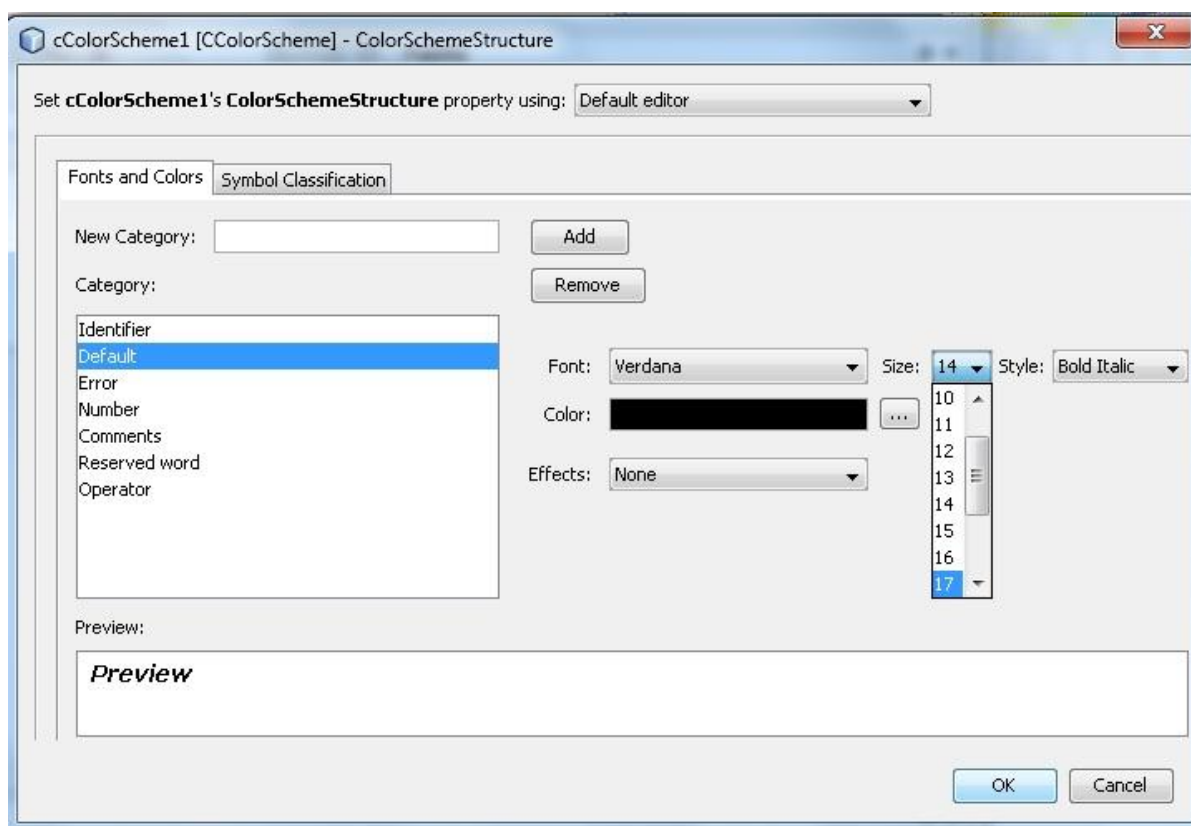 cColorScheme1 [CColorScheme] - ColorSchemeStructure
Set cColorScheme1's ColorSchemeStructure property using: Default editor
Fonts and Colors Symbol Classification
New Category: Add
Category: Remove
Identifier
Default
Error
Number
Comments
Reserved word
Operator
Font: Verdana Size: 14 Style: Bold Italic
Color: ...
Effects: None
10
11
12
13
14
15
16
17
Preview:
Preview
OK Cancel